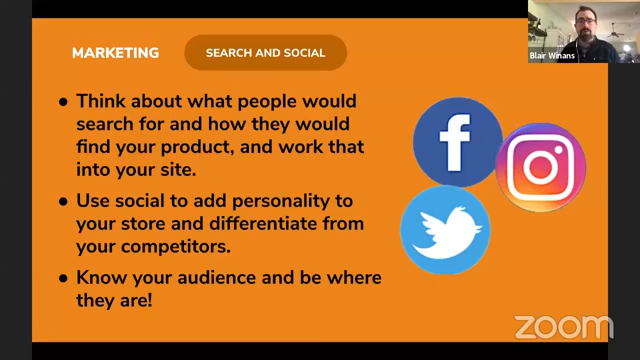 MARKETING
SEARCH AND SOCIAL
Blair Winans
● Think about what people would
search for and how they would
find your product, and work that
into your site.
● Use social to add personality to
your store and differentiate from
your competitors.
● Know your audience and be where
they are!
zoom